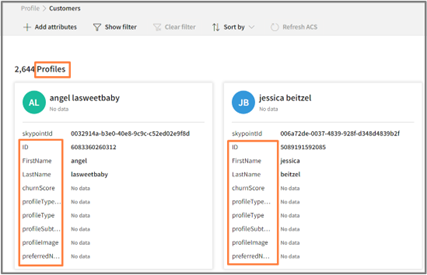 Profile > Customers
+ Add attributes Show filter Clear filter Sort by Refresh ACS
2,644 Profiles
AL angel lasweetbaby
No data
skypointId 0032914a-b3e0-40e8-9c9c-c52ed02e9f8d
ID 6083360260312
FirstName angel
LastName lasweetbaby
churnScore No data
profileType... No data
profileType No data
profileSubt... No data
profileImage No data
preferredN... No data
JB jessica beitzel
No data
skypointId 006a72de-0037-4839-928f-d348d4839b2f
ID 5089191592085
FirstName jessica
LastName beitzel
churnScore No data
profileType... No data
profileType No data
profileSubt... No data
profileImage No data
preferredN... No data